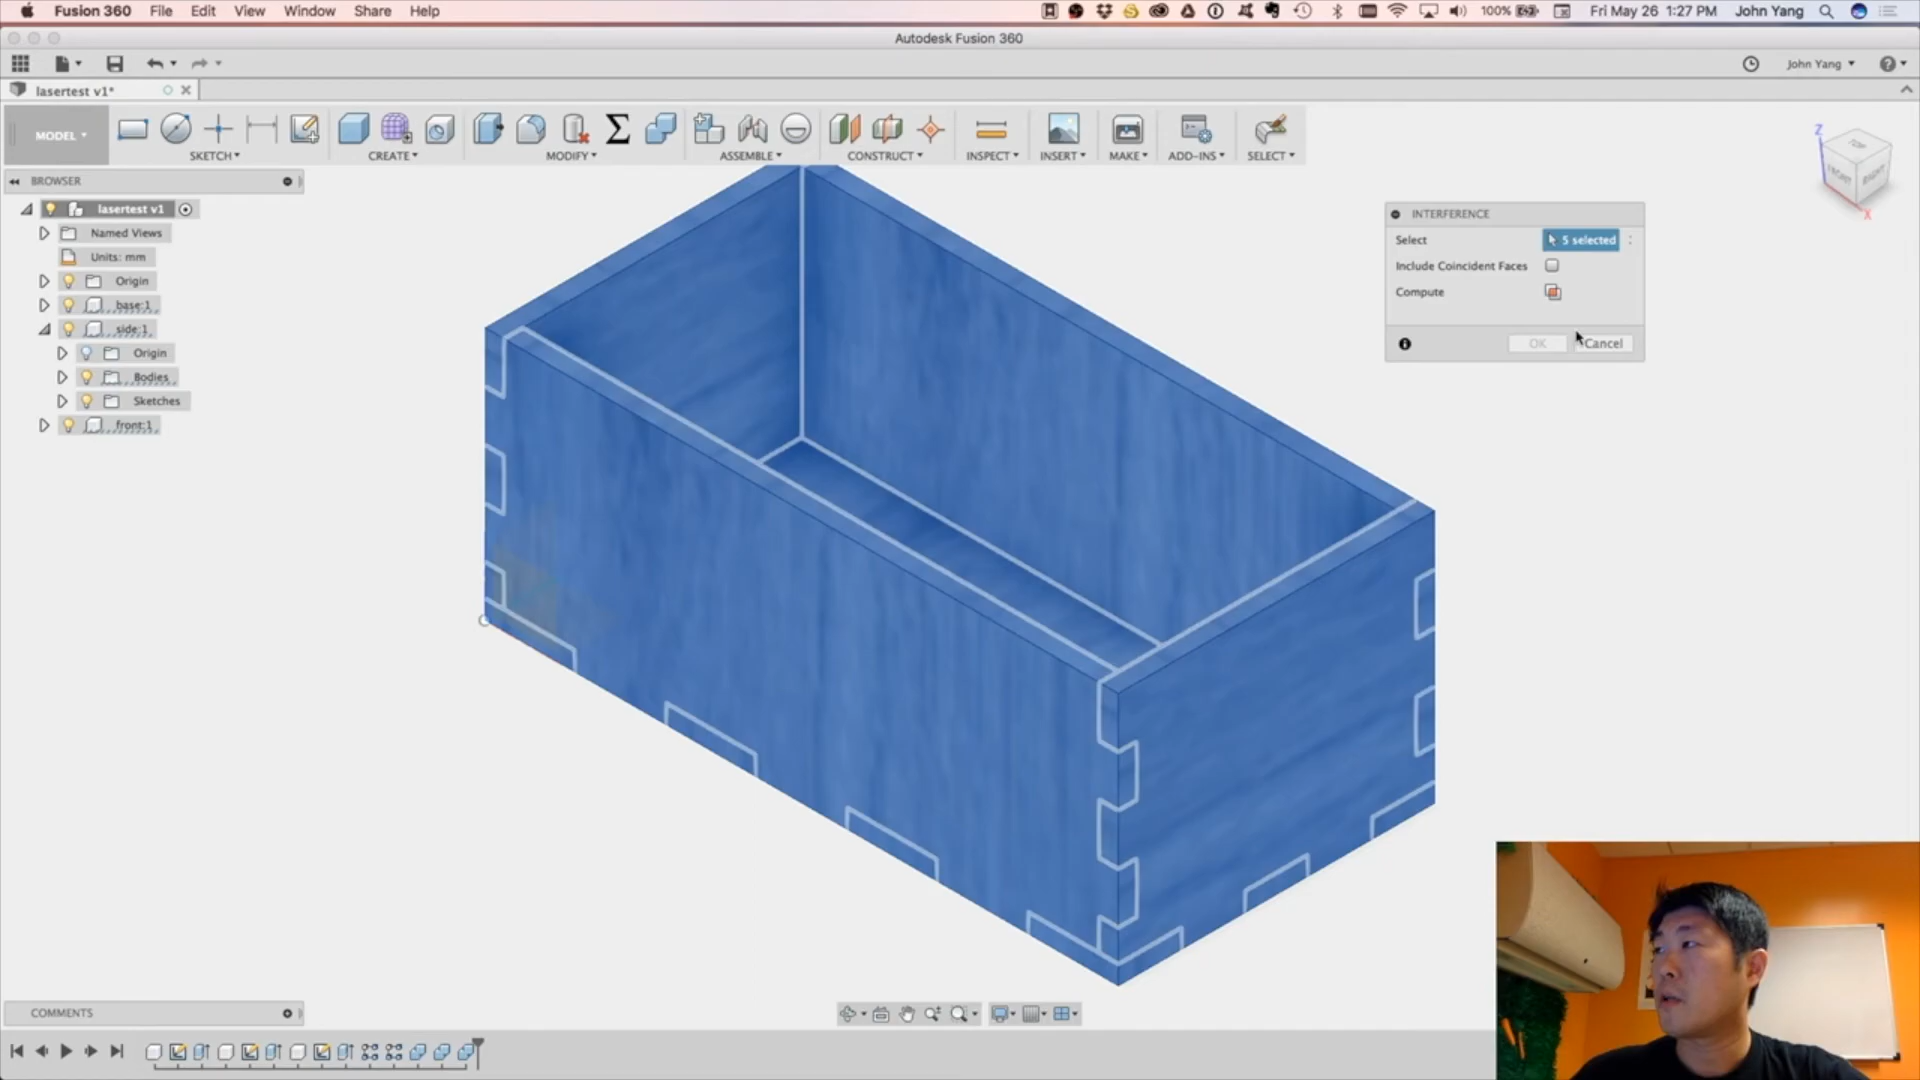 Fusion 360 File Edit View Window Share Help 100% Fri May 26 1:27 PM John Yang
Autodesk Fusion 360
John Yang
lasertest v1*
MODEL SKETCH CREATE MODIFY ASSEMBLE CONSTRUCT INSPECT INSERT MAKE ADD-INS SELECT
BROWSER
lasertest v1
Named Views
Units: mm
Origin
base:1
side:1
Origin
Bodies
Sketches
front:1
Z
TOP
FRONT RIGHT
X
INTERFERENCE
Select 5 selected
Include Coincident Faces
Compute
OK Cancel
COMMENTS